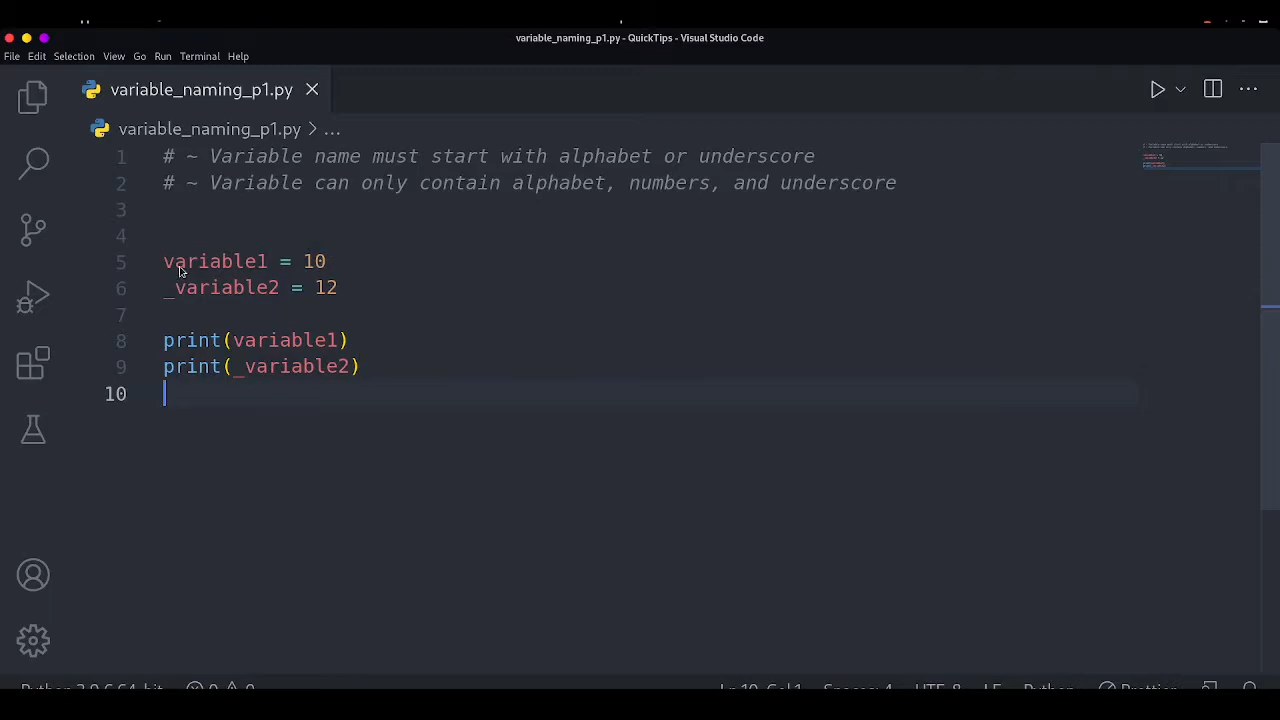 variable_naming_p1.py - QuickTips - Visual Studio Code
File Edit Selection View Go Run Terminal Help
variable_naming_p1.py
variable_naming_p1.py > ...
1 # ~ Variable name must start with alphabet or underscore
2 # ~ Variable can only contain alphabet, numbers, and underscore
3
4
5 variable1 = 10
6 _variable2 = 12
7
8 print(variable1)
9 print(_variable2)
10